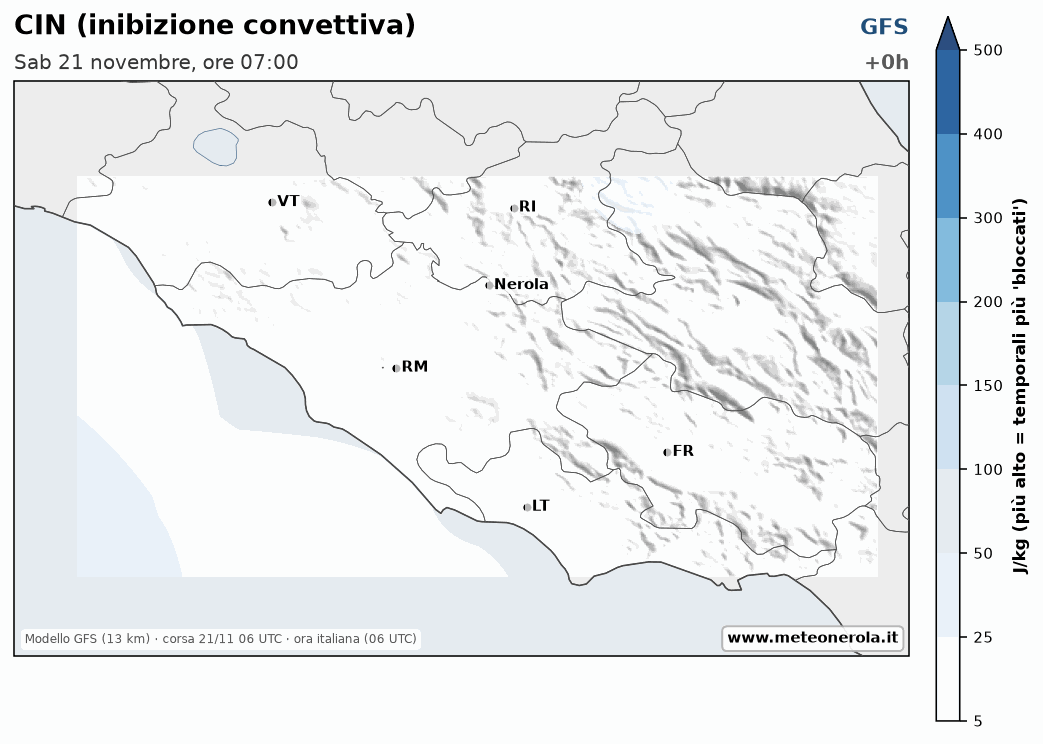 CIN (inibizione convettiva)
GFS
Sab 21 novembre, ore 07:00
+0h
VT
RI
Nerola
RM
FR
LT
Modello GFS (13 km) · corsa 21/11 06 UTC · ora italiana (06 UTC)
www.meteonerola.it
500
400
300
200
150
100
50
25
5
J/kg (più alto = temporali più 'bloccati')